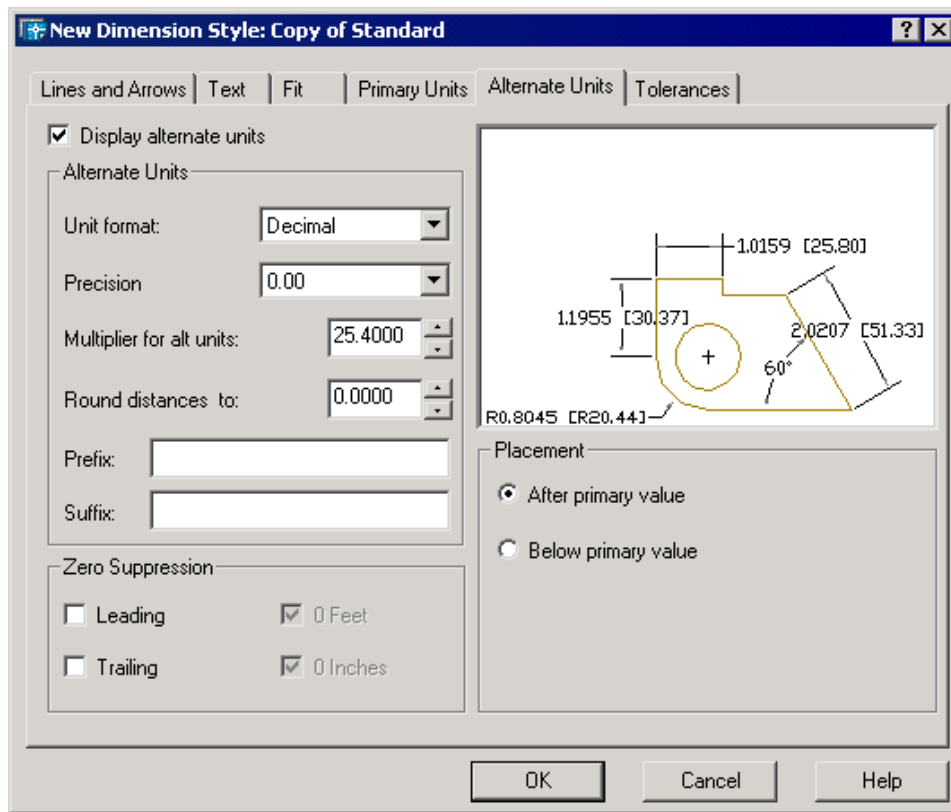 New Dimension Style: Copy of Standard
Lines and Arrows Text Fit Primary Units Alternate Units Tolerances
Display alternate units
Alternate Units
Unit format: Decimal
Precision 0.00
Multiplier for alt units: 25.4000
Round distances to: 0.0000
Prefix:
Suffix:
Zero Suppression
Leading 0 Feet
Trailing 0 Inches
1.0159 [25.80]
1.1955 [30.37]
2.0207 [51.33]
60°
R0.8045 [R20.44]
Placement
After primary value
Below primary value
OK Cancel Help